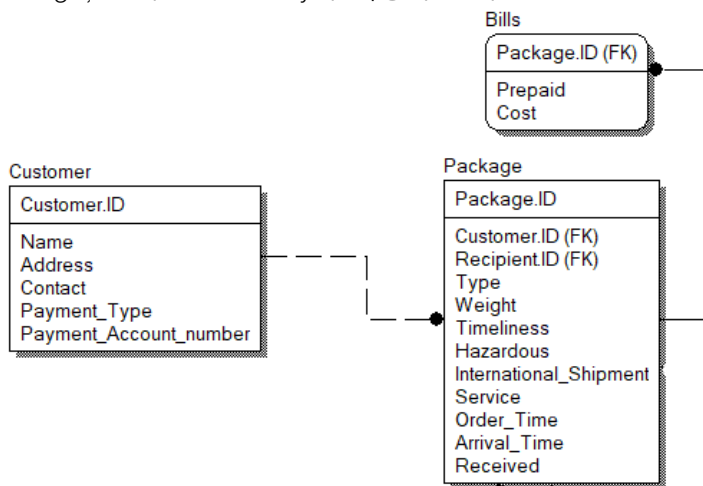 Bills
Package.ID (FK)
Prepaid
Cost
Customer
Customer.ID
Name
Address
Contact
Payment_Type
Payment_Account_number
Package
Package.ID
Customer.ID (FK)
Recipient.ID (FK)
Type
Weight
Timeliness
Hazardous
International_Shipment
Service
Order_Time
Arrival_Time
Received